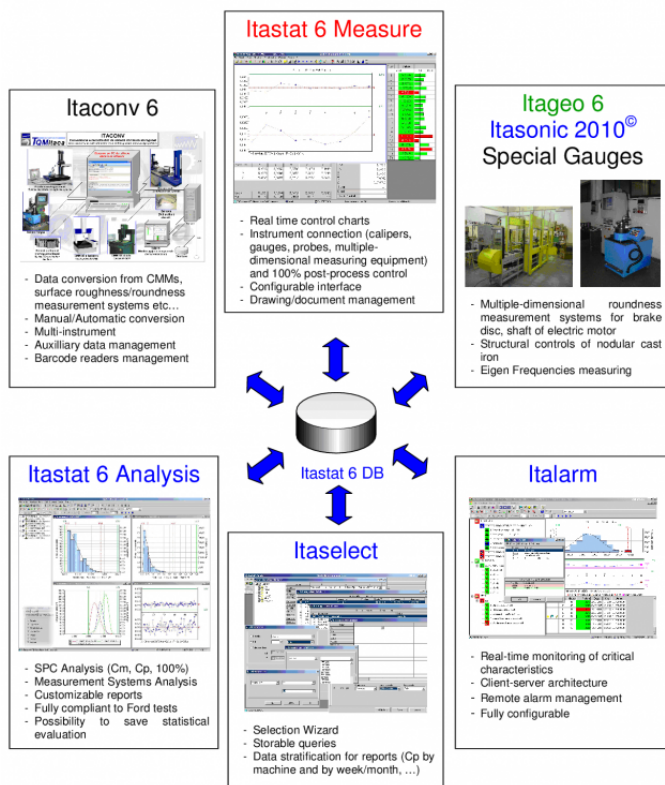 Itastat 6 Measure
- Real time control charts
- Instrument connection (calipers,
gauges, probes, multiple-
dimensional measuring equipment)
and 100% post-process control
- Configurable interface
- Drawing/document management
Itaconv 6
ITACONV
TQMItaca
- Data conversion from CMMs,
surface roughness/roundness
measurement systems etc…
- Manual/Automatic conversion
- Multi-instrument
- Auxilliary data management
- Barcode readers management
Itageo 6
Itasonic 2010©
Special Gauges
- Multiple-dimensional roundness
measurement systems for brake
disc, shaft of electric motor
- Structural controls of nodular cast
iron
- Eigen Frequencies measuring
Itastat 6 DB
Itastat 6 Analysis
- SPC Analysis (Cm, Cp, 100%)
- Measurement Systems Analysis
- Customizable reports
- Fully compliant to Ford tests
- Possibility to save statistical
evaluation
Itaselect
- Selection Wizard
- Storable queries
- Data stratification for reports (Cp by
machine and by week/month, …)
Italarm
- Real-time monitoring of critical
characteristics
- Client-server architecture
- Remote alarm management
- Fully configurable